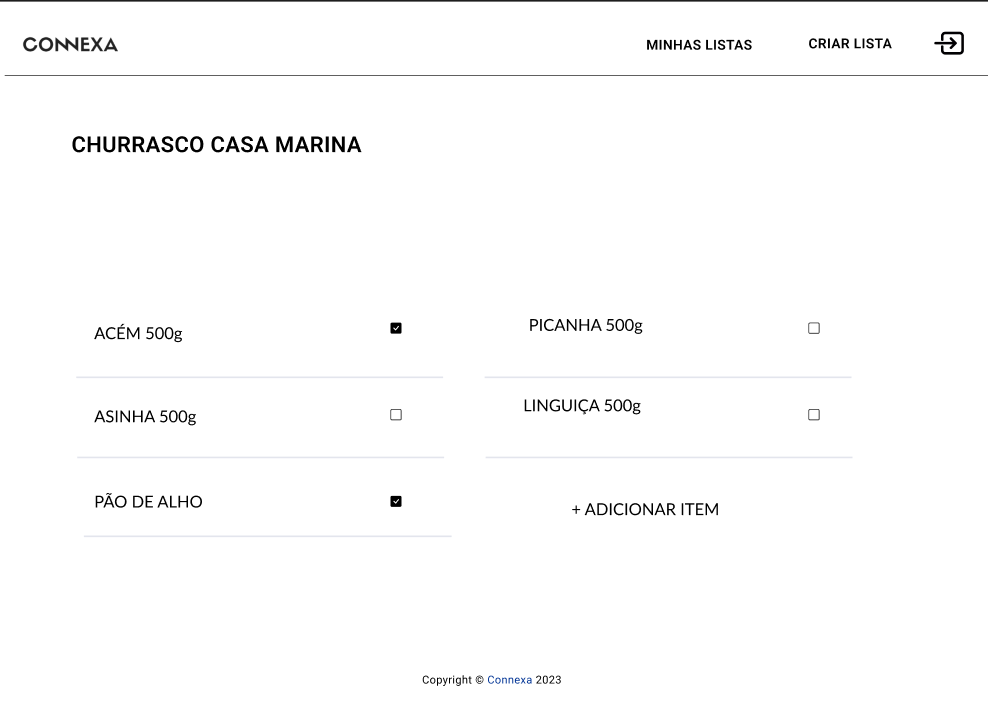 CONNEXA
MINHAS LISTAS
CRIAR LISTA
CHURRASCO CASA MARINA
ACÉM 500g
PICANHA 500g
ASINHA 500g
LINGUIÇA 500g
PÃO DE ALHO
+ ADICIONAR ITEM
Copyright © Connexa 2023